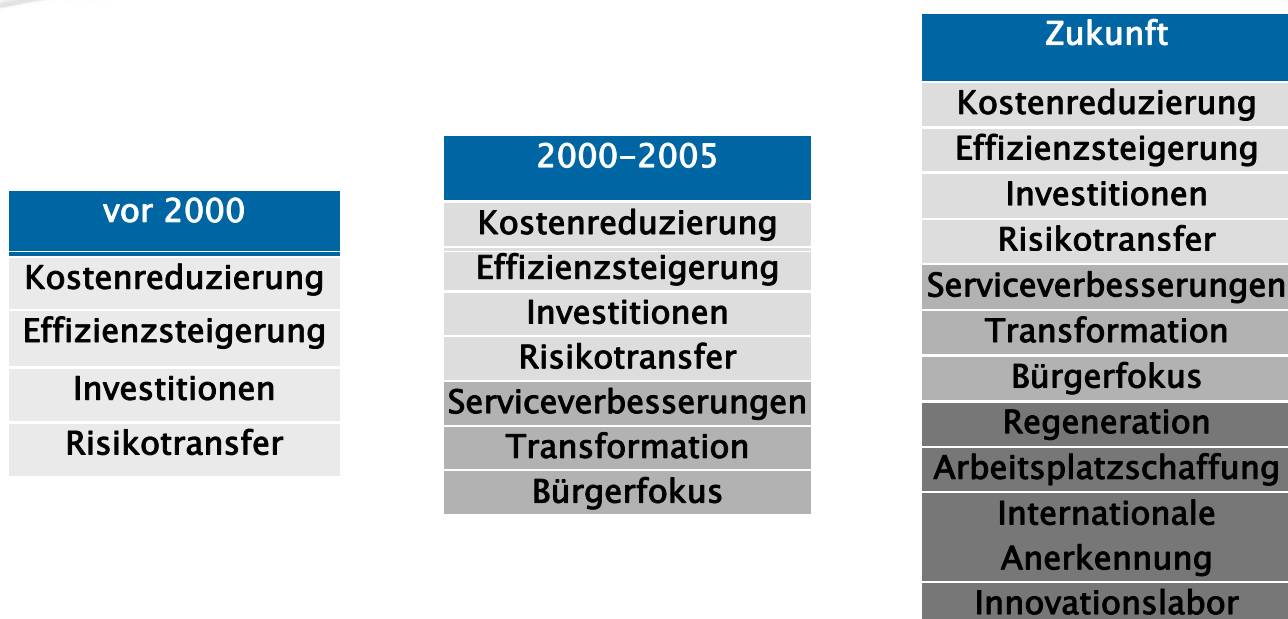 vor 2000
Kostenreduzierung
Effizienzsteigerung
Investitionen
Risikotransfer
2000–2005
Kostenreduzierung
Effizienzsteigerung
Investitionen
Risikotransfer
Serviceverbesserungen
Transformation
Bürgerfokus
Zukunft
Kostenreduzierung
Effizienzsteigerung
Investitionen
Risikotransfer
Serviceverbesserungen
Transformation
Bürgerfokus
Regeneration
Arbeitsplatzschaffung
Internationale
Anerkennung
Innovationslabor